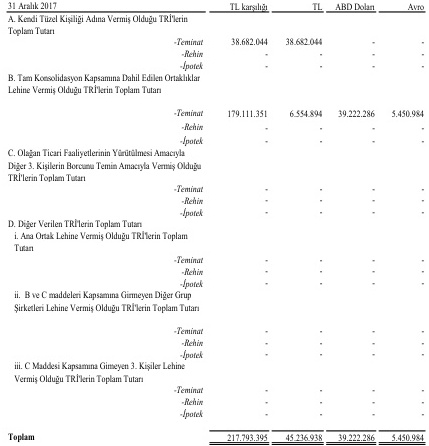 31 Aralık 2017 TL karşılığı TL ABD Doları Avro
A. Kendi Tüzel Kişiliği Adına Vermiş Olduğu TRİ'lerin
Toplam Tutarı
-Teminat 38.682.044 38.682.044 - -
-Rehin - - - -
-İpotek - - - -
B. Tam Konsolidasyon Kapsamına Dahil Edilen Ortaklıklar
Lehine Vermiş Olduğu TRİ'lerin Toplam Tutarı
-Teminat 179.111.351 6.554.894 39.222.286 5.450.984
-Rehin - - - -
-İpotek - - - -
C. Olağan Ticari Faaliyetlerinin Yürütülmesi Amacıyla
Diğer 3. Kişilerin Borcunu Temin Amacıyla Vermiş Olduğu
TRİ'lerin Toplam Tutarı
-Teminat - - - -
-Rehin - - - -
-İpotek - - - -
D. Diğer Verilen TRİ'lerin Toplam Tutarı
i. Ana Ortak Lehine Vermiş Olduğu TRİ'lerin Toplam
Tutarı
-Teminat - - - -
-Rehin - - - -
-İpotek - - - -
ii. B ve C maddeleri Kapsamına Girmeyen Diğer Grup
Şirketleri Lehine Vermiş Olduğu TRİ'lerin Toplam Tutarı
-Teminat - - - -
-Rehin - - - -
-İpotek - - - -
iii. C Maddesi Kapsamına Gimeyen 3. Kişiler Lehine
Vermiş Olduğu TRİ'lerin Toplam Tutarı
-Teminat - - - -
-Rehin - - - -
-İpotek - - - -
Toplam 217.793.395 45.236.938 39.222.286 5.450.984